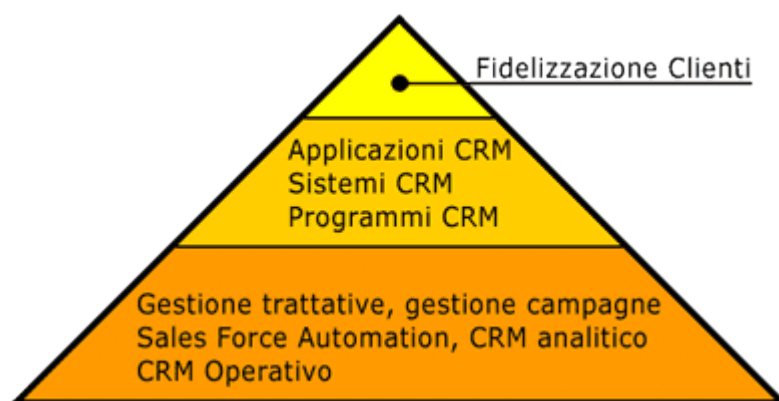 Fidelizzazione Clienti
Applicazioni CRM
Sistemi CRM
Programmi CRM
Gestione trattative, gestione campagne
Sales Force Automation, CRM analitico
CRM Operativo